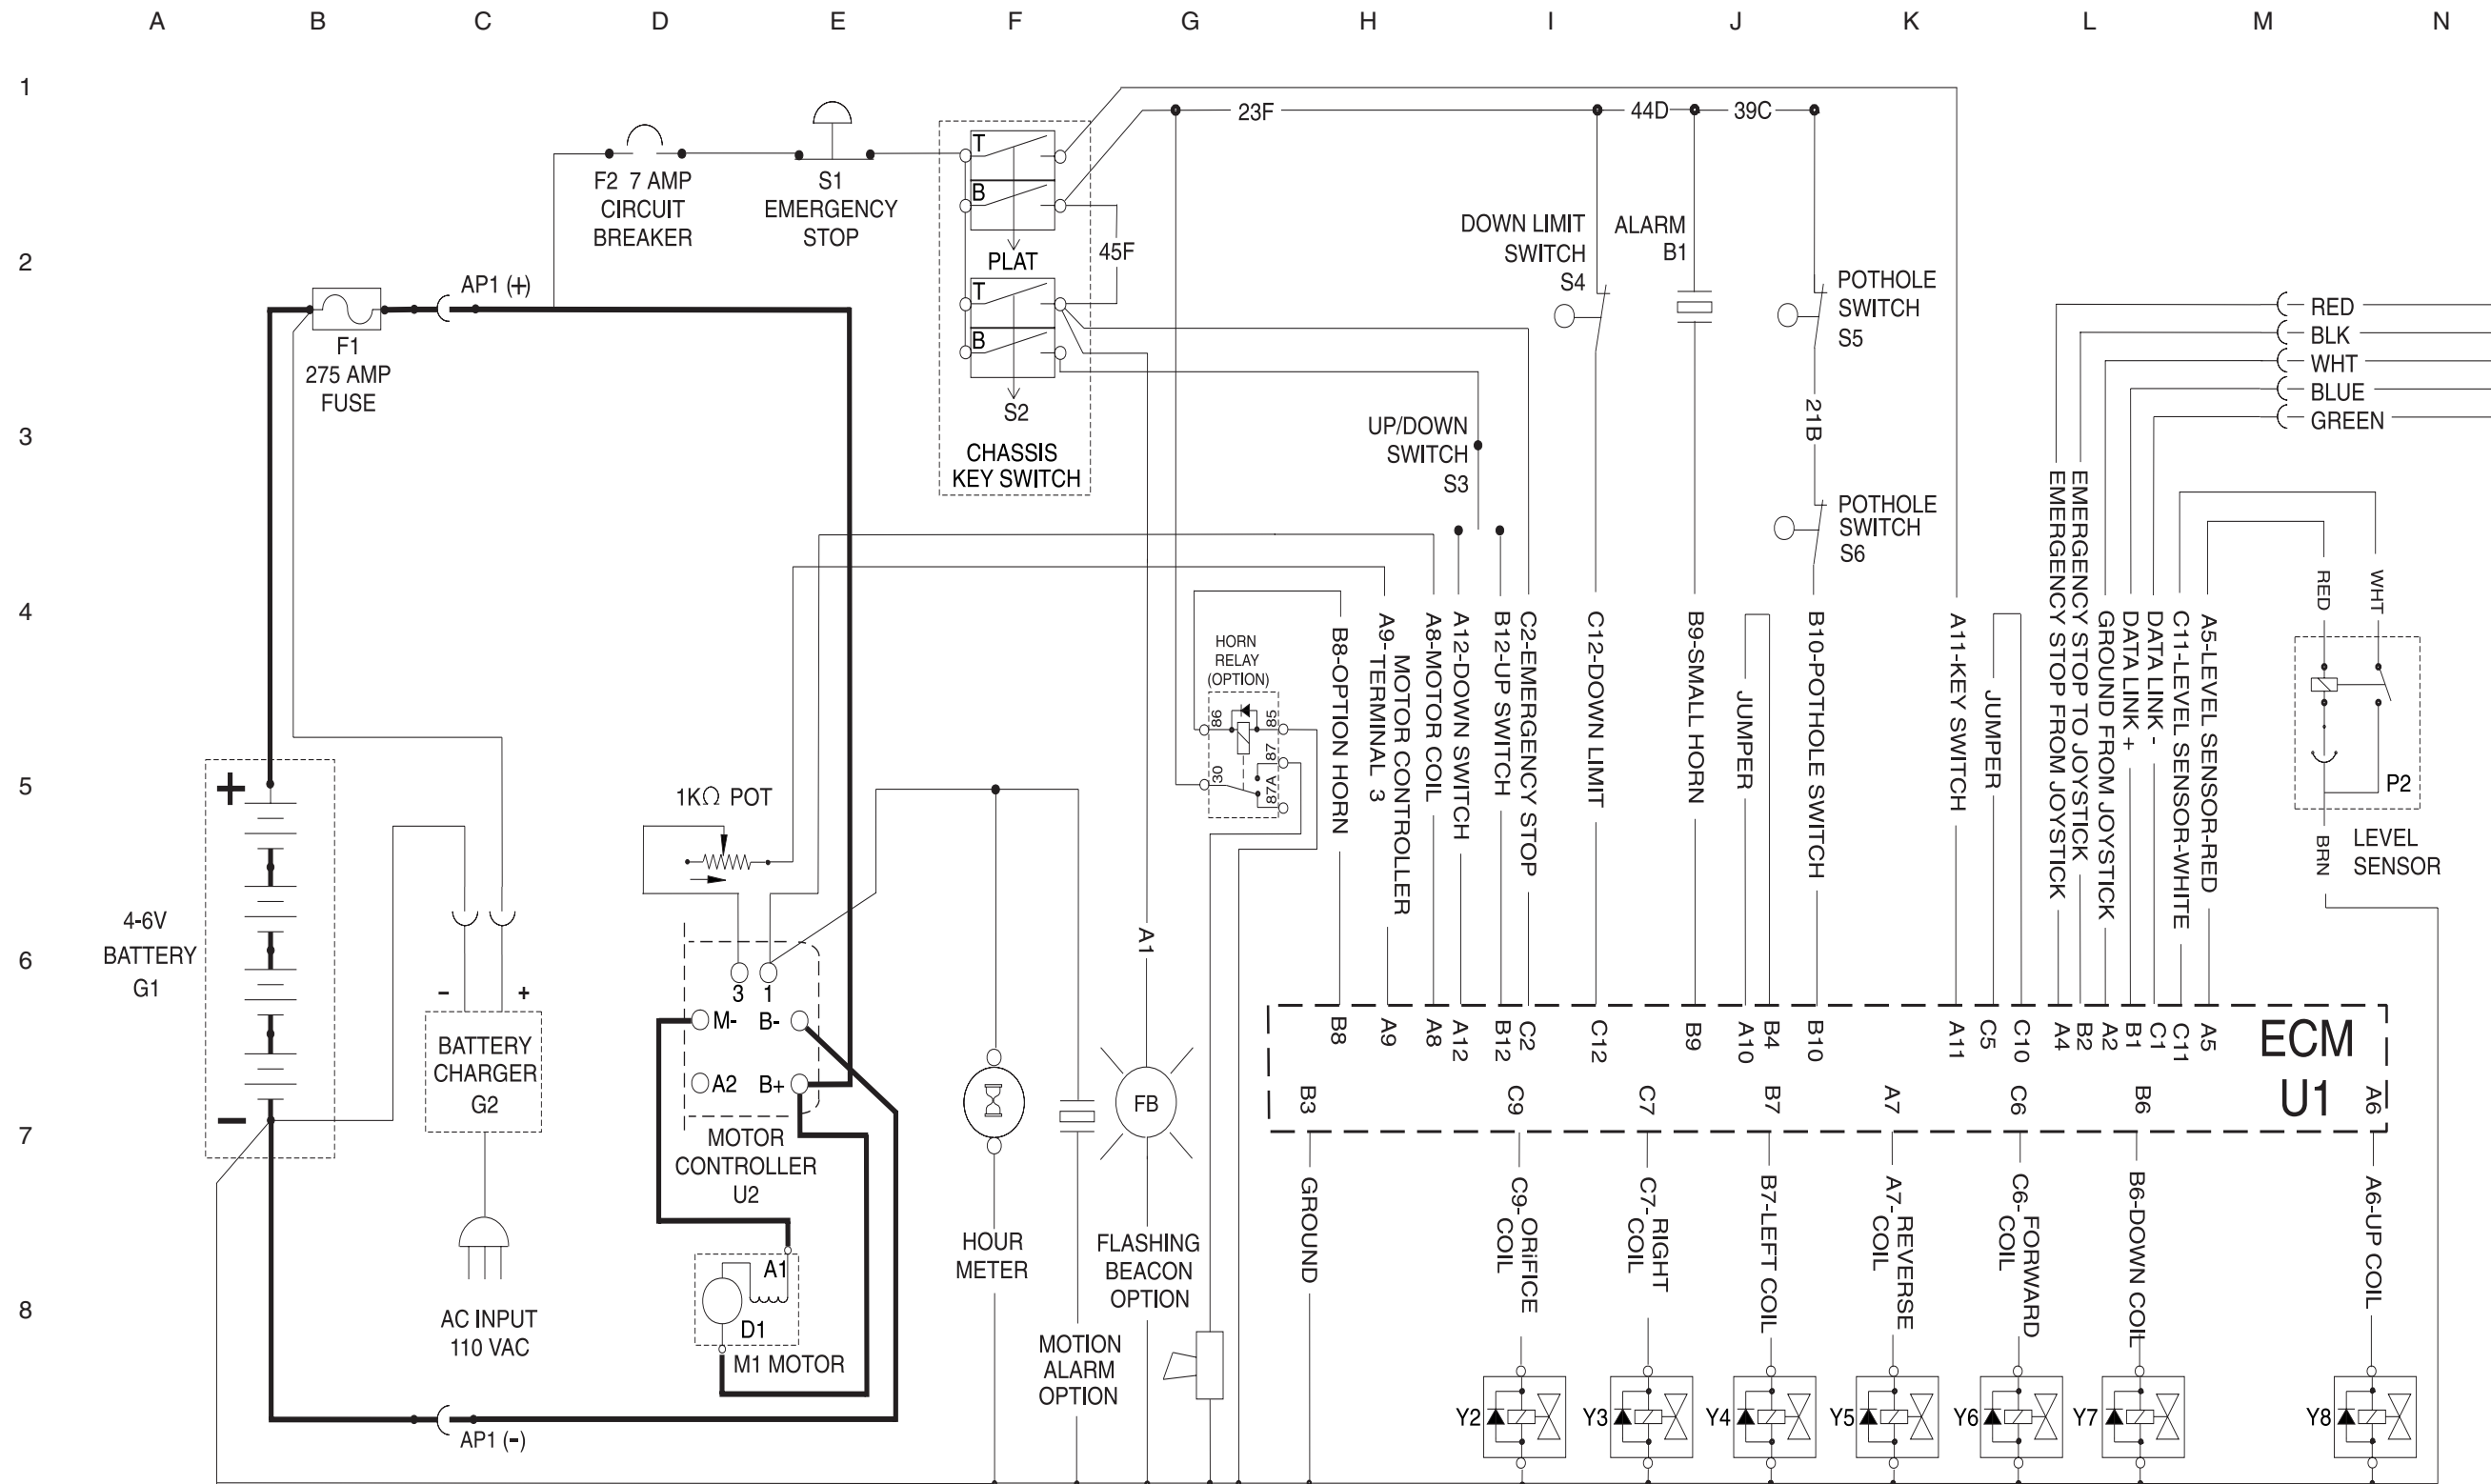 A B C D E F G H I J K L M N
1
2
3
4
5
6
7
8
F2 7 AMP
CIRCUIT
BREAKER
S1
EMERGENCY
STOP
T
B
PLAT
T
B
S2
CHASSIS
KEY SWITCH
45F
23F
44D
39C
DOWN LIMIT
SWITCH
S4
ALARM
B1
POTHOLE
SWITCH
S5
21B
POTHOLE
SWITCH
S6
UP/DOWN
SWITCH
S3
AP1 (+)
F1
275 AMP
FUSE
RED
BLK
WHT
BLUE
GREEN
RED
WHT
P2
BRN
LEVEL
SENSOR
HORN
RELAY
(OPTION)
86
85
87
30
87A
B8-OPTION HORN
A9-TERMINAL 3
MOTOR CONTROLLER
A8-MOTOR COIL
A12-DOWN SWITCH
B12-UP SWITCH
C2-EMERGENCY STOP
C12-DOWN LIMIT
B9-SMALL HORN
JUMPER
B10-POTHOLE SWITCH
A11-KEY SWITCH
JUMPER
EMERGENCY STOP FROM JOYSTICK
EMERGENCY STOP TO JOYSTICK
GROUND FROM JOYSTICK
DATA LINK +
DATA LINK -
C11-LEVEL SENSOR-WHITE
A5-LEVEL SENSOR-RED
+
4-6V
BATTERY
G1
-
- +
BATTERY
CHARGER
G2
AC INPUT
110 VAC
AP1 (-)
1KΩ POT
3 1
M- B-
A2 B+
MOTOR
CONTROLLER
U2
A1
D1
M1 MOTOR
HOUR
METER
MOTION
ALARM
OPTION
A1
FB
FLASHING
BEACON
OPTION
B8 A9 A8 A12 B12 C2 C12 B9 A10 B4 B10 A11 C5 C10 A4 B2 A2 B1 C1 C11 A5
ECM
U1
B3 C9 C7 B7 A7 C6 B6 A6
GROUND
C9-ORiFICE
COIL
C7-RIGHT
COIL
B7-LEFT COIL
A7-REVERSE
COIL
C6-FORWARD
COIL
B6-DOWN COIL
A6-UP COIL
Y2 Y3 Y4 Y5 Y6 Y7 Y8